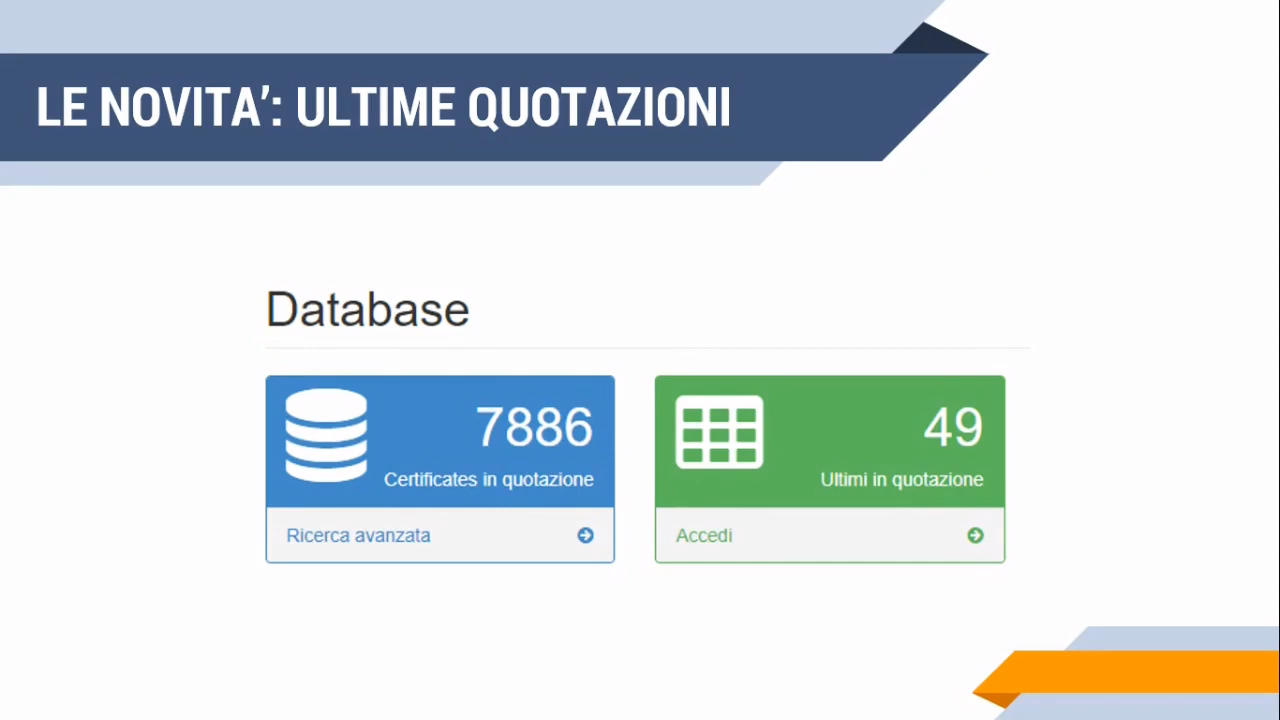 LE NOVITA’: ULTIME QUOTAZIONI
Database
7886
Certificates in quotazione
Ricerca avanzata
49
Ultimi in quotazione
Accedi